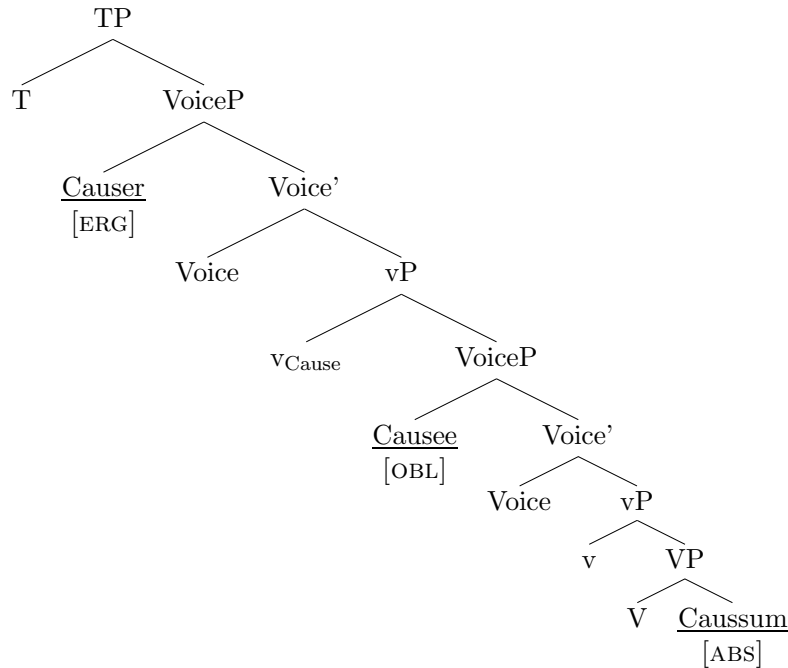 TP
T VoiceP
Causer Voice'
[ERG]
Voice vP
vCause VoiceP
Causee Voice'
[OBL]
Voice vP
v VP
V Caussum
[ABS]